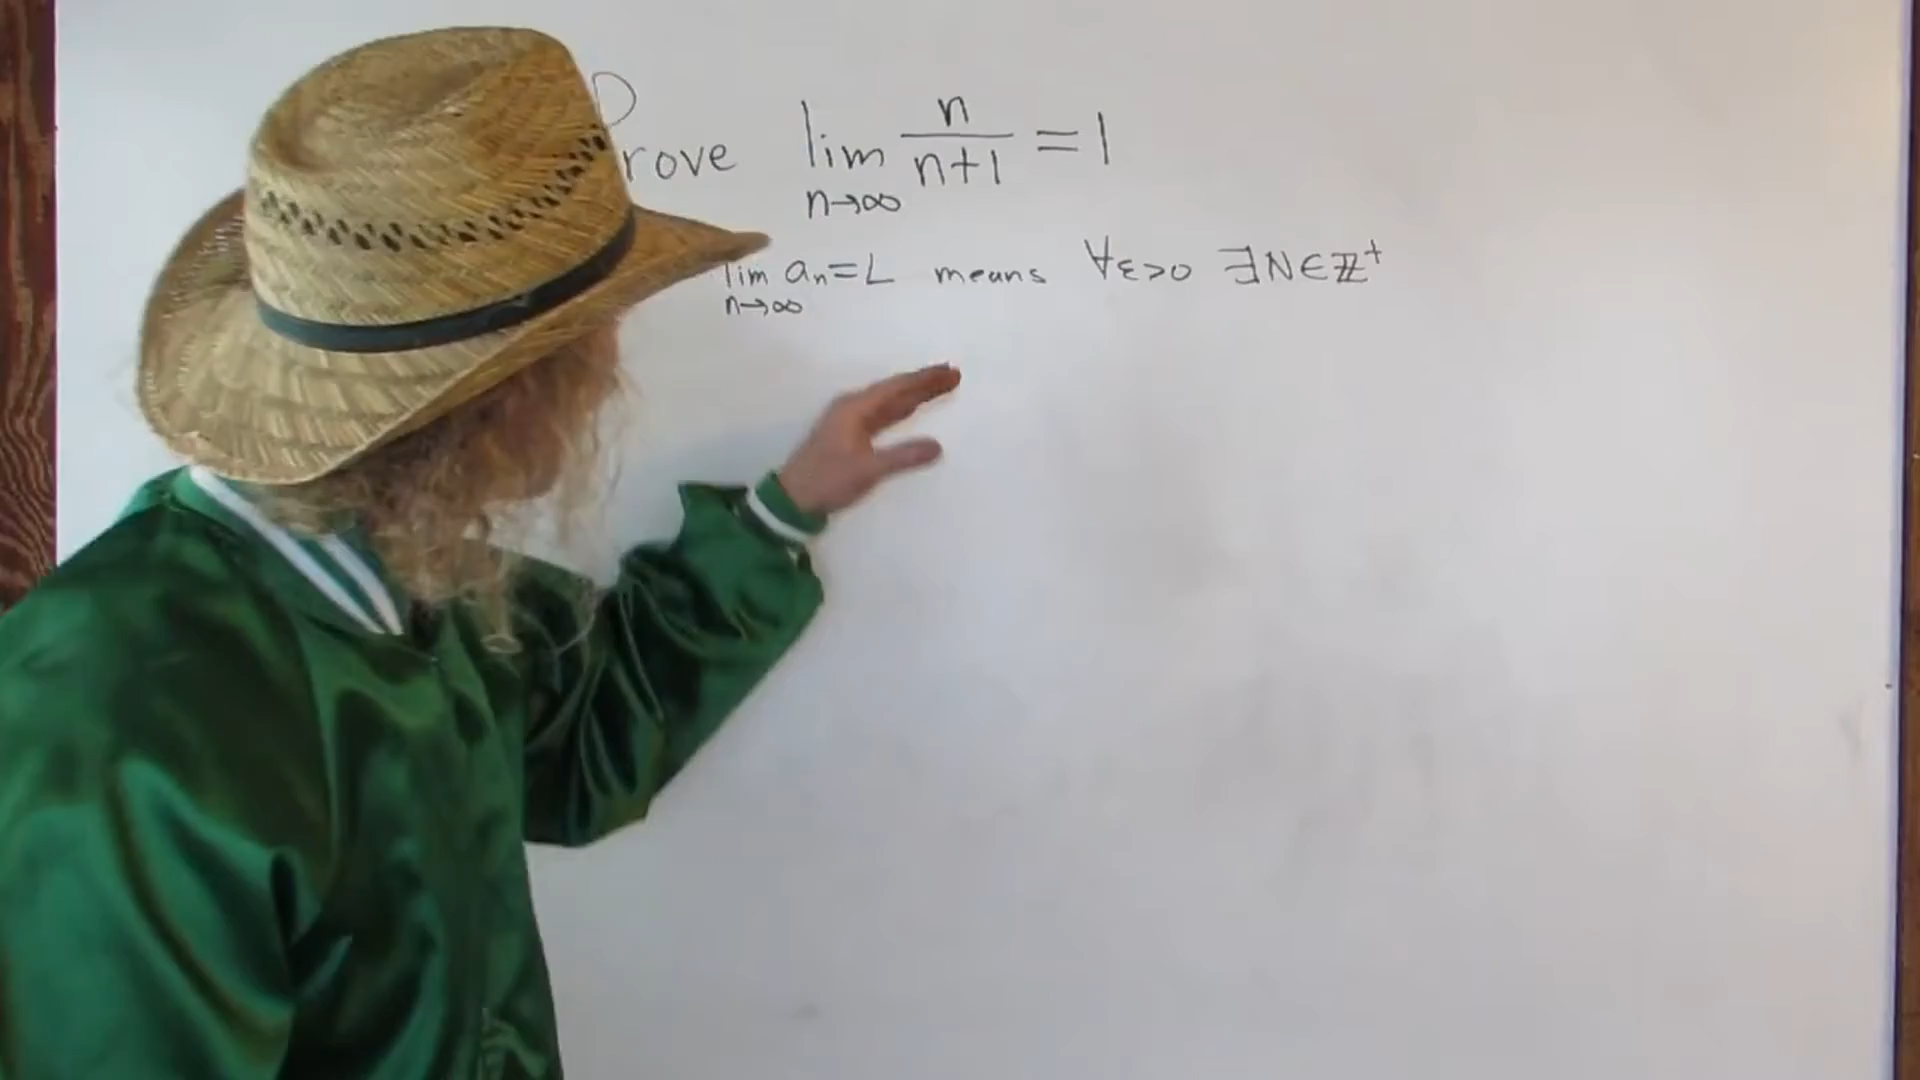 Prove lim n→∞ n/(n+1) = 1
lim n→∞ aₙ = L means ∀ε>0 ∃N∈ℤ⁺